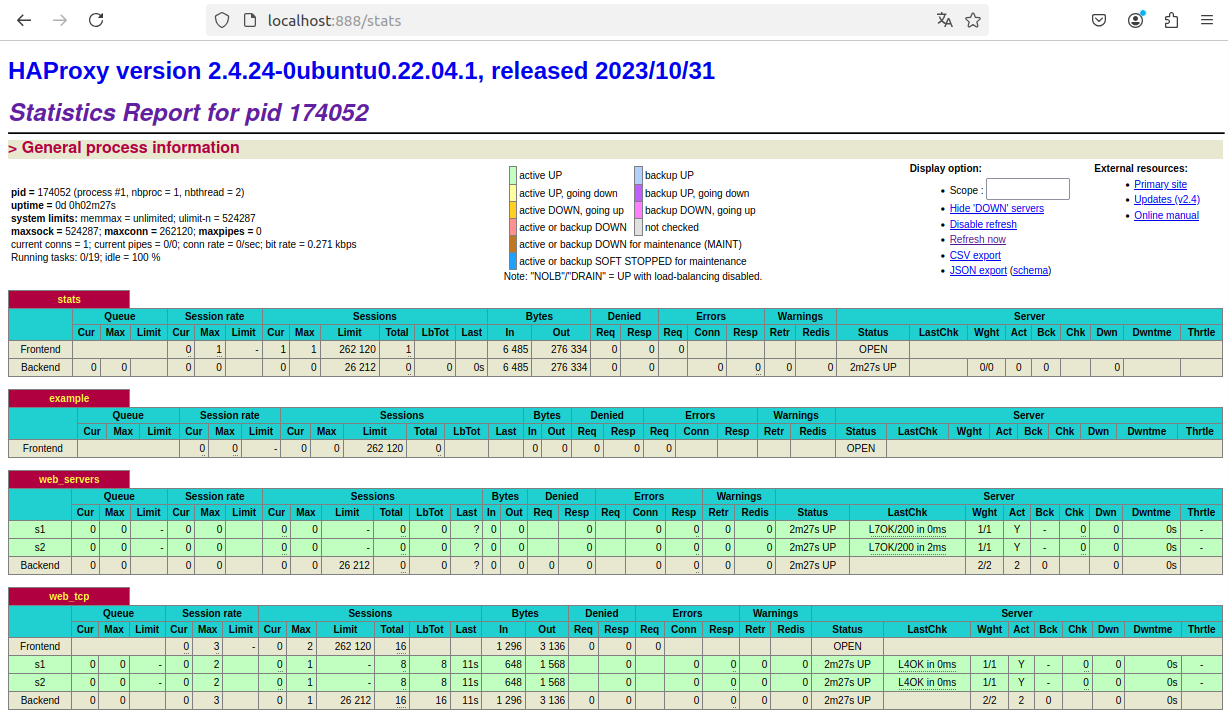 localhost:888/stats
HAProxy version 2.4.24-0ubuntu0.22.04.1, released 2023/10/31
Statistics Report for pid 174052
> General process information
pid = 174052 (process #1, nbproc = 1, nbthread = 2)
uptime = 0d 0h02m27s
system limits: memmax = unlimited; ulimit-n = 524287
maxsock = 524287; maxconn = 262120; maxpipes = 0
current conns = 1; current pipes = 0/0; conn rate = 0/sec; bit rate = 0.271 kbps
Running tasks: 0/19; idle = 100 %
active UP backup UP
active UP, going down backup UP, going down
active DOWN, going up backup DOWN, going up
active or backup DOWN not checked
active or backup DOWN for maintenance (MAINT)
active or backup SOFT STOPPED for maintenance
Note: "NOLB"/"DRAIN" = UP with load-balancing disabled.
Display option:
• Scope :
• Hide 'DOWN' servers
• Disable refresh
• Refresh now
• CSV export
• JSON export (schema)
External resources:
• Primary site
• Updates (v2.4)
• Online manual
stats
Queue Session rate Sessions Bytes Denied Errors Warnings Server
Cur Max Limit Cur Max Limit Cur Max Limit Total LbTot Last In Out Req Resp Req Conn Resp Retr Redis Status LastChk Wght Act Bck Chk Dwn Dwntme Thrtle
Frontend 0 1 - 1 1 262 120 1 6 485 276 334 0 0 0 OPEN
Backend 0 0 0 0 0 0 26 212 0 0 0s 6 485 276 334 0 0 0 0 0 0 2m27s UP 0/0 0 0 0
example
Queue Session rate Sessions Bytes Denied Errors Warnings Server
Cur Max Limit Cur Max Limit Cur Max Limit Total LbTot Last In Out Req Resp Req Conn Resp Retr Redis Status LastChk Wght Act Bck Chk Dwn Dwntme Thrtle
Frontend 0 0 - 0 0 262 120 0 0 0 0 0 0 OPEN
web_servers
Queue Session rate Sessions Bytes Denied Errors Warnings Server
Cur Max Limit Cur Max Limit Cur Max Limit Total LbTot Last In Out Req Resp Req Conn Resp Retr Redis Status LastChk Wght Act Bck Chk Dwn Dwntme Thrtle
s1 0 0 - 0 0 0 0 - 0 0 ? 0 0 0 0 0 0 0 2m27s UP L7OK/200 in 0ms 1/1 Y - 0 0 0s -
s2 0 0 - 0 0 0 0 - 0 0 ? 0 0 0 0 0 0 0 2m27s UP L7OK/200 in 2ms 1/1 Y - 0 0 0s -
Backend 0 0 0 0 0 0 26 212 0 0 ? 0 0 0 0 0 0 0 0 2m27s UP 2/2 2 0 0 0s
web_tcp
Queue Session rate Sessions Bytes Denied Errors Warnings Server
Cur Max Limit Cur Max Limit Cur Max Limit Total LbTot Last In Out Req Resp Req Conn Resp Retr Redis Status LastChk Wght Act Bck Chk Dwn Dwntme Thrtle
Frontend 0 3 - 0 2 262 120 16 1 296 3 136 0 0 0 OPEN
s1 0 0 - 0 2 0 1 - 8 8 11s 648 1 568 0 0 0 0 0 2m27s UP L4OK in 0ms 1/1 Y - 0 0 0s -
s2 0 0 - 0 2 0 1 - 8 8 11s 648 1 568 0 0 0 0 0 2m27s UP L4OK in 0ms 1/1 Y - 0 0 0s -
Backend 0 0 0 3 0 1 26 212 16 16 11s 1 296 3 136 0 0 0 0 0 0 2m27s UP 2/2 2 0 0 0s